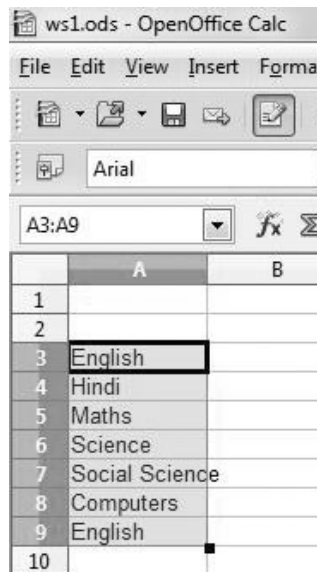 ws1.ods - OpenOffice Calc
File Edit View Insert Forma
Arial
A3:A9 fx Σ
A B
1
2
3 English
4 Hindi
5 Maths
6 Science
7 Social Science
8 Computers
9 English
10